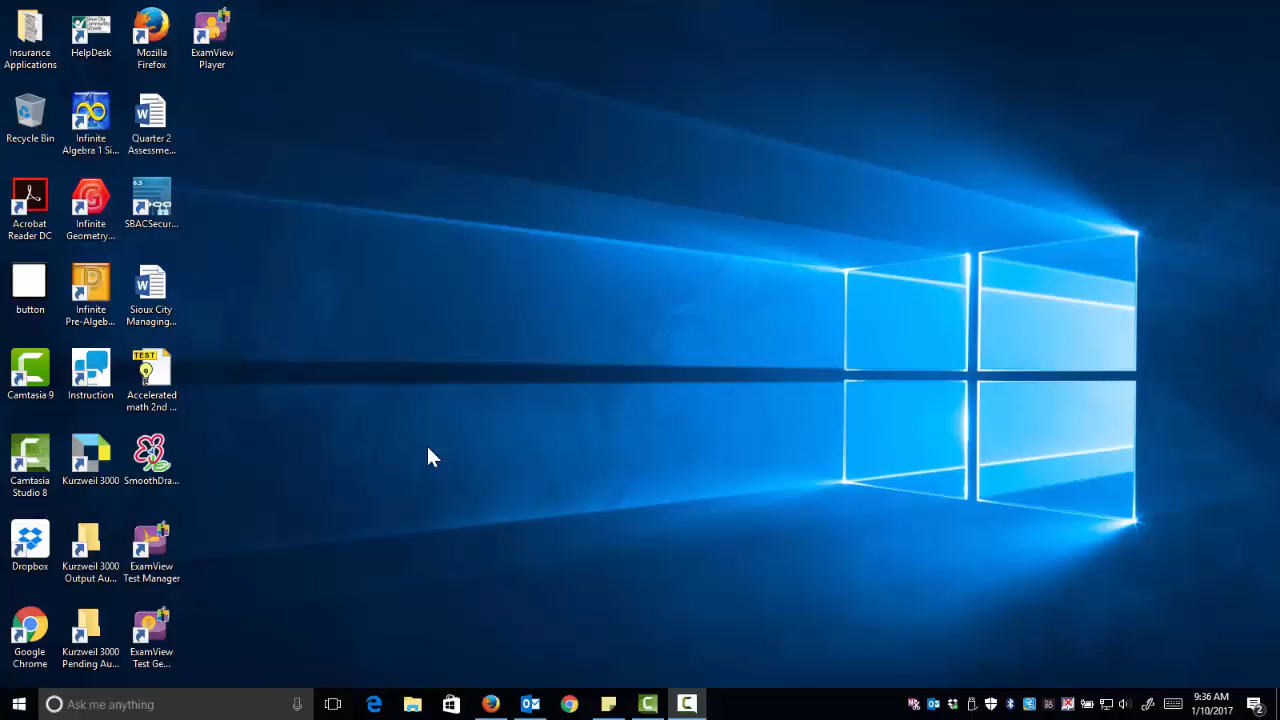 Insurance
Applications
HelpDesk
Mozilla
Firefox
ExamView
Player
Recycle Bin
Infinite
Algebra 1 Si...
Quarter 2
Assessme...
Acrobat
Reader DC
Infinite
Geometry...
SBACSecur...
button
Infinite
Pre-Algeb...
Sioux City
Managing...
Camtasia 9
Instruction
TEST
Accelerated
math 2nd ...
Camtasia
Studio 8
Kurzweil 3000
SmoothDra...
Dropbox
Kurzweil 3000
Output Au...
ExamView
Test Manager
Google
Chrome
Kurzweil 3000
Pending Au...
ExamView
Test Ge...
Ask me anything
9:36 AM
1/10/2017